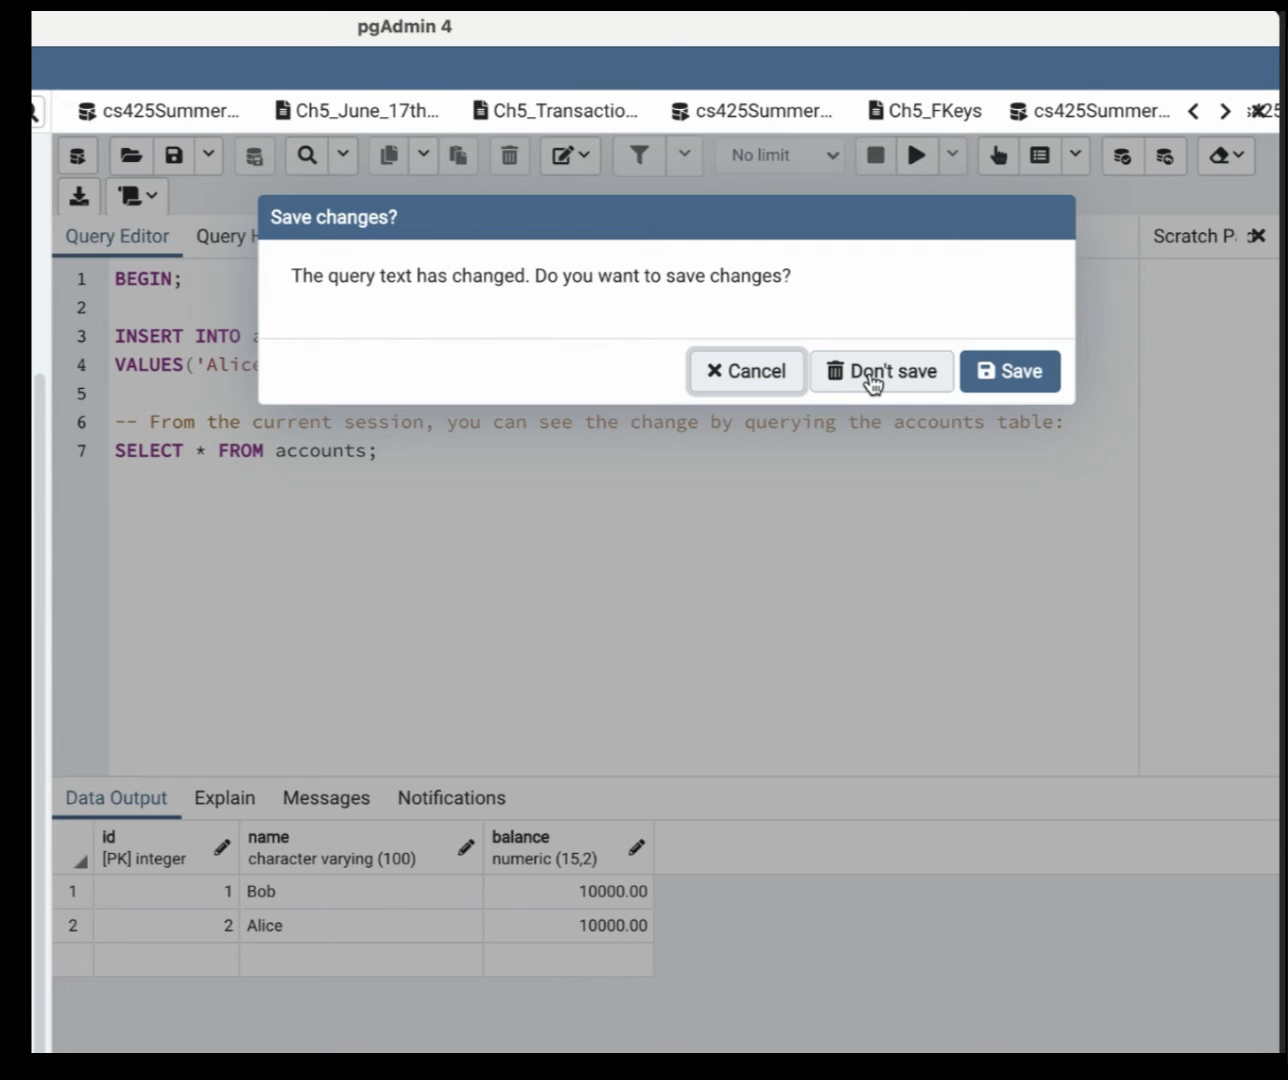 pgAdmin 4
cs425Summer... Ch5_June_17th... Ch5_Transactio... cs425Summer... Ch5_FKeys cs425Summer...
No limit
Save changes?
Query Editor Query Scratch P
The query text has changed. Do you want to save changes?
Cancel Don't save Save
1 BEGIN;
2
3 INSERT INTO
4 VALUES('Alice
5
6 -- From the current session, you can see the change by querying the accounts table:
7 SELECT * FROM accounts;
Data Output Explain Messages Notifications
id name balance
[PK] integer character varying (100) numeric (15,2)
1 1 Bob 10000.00
2 2 Alice 10000.00